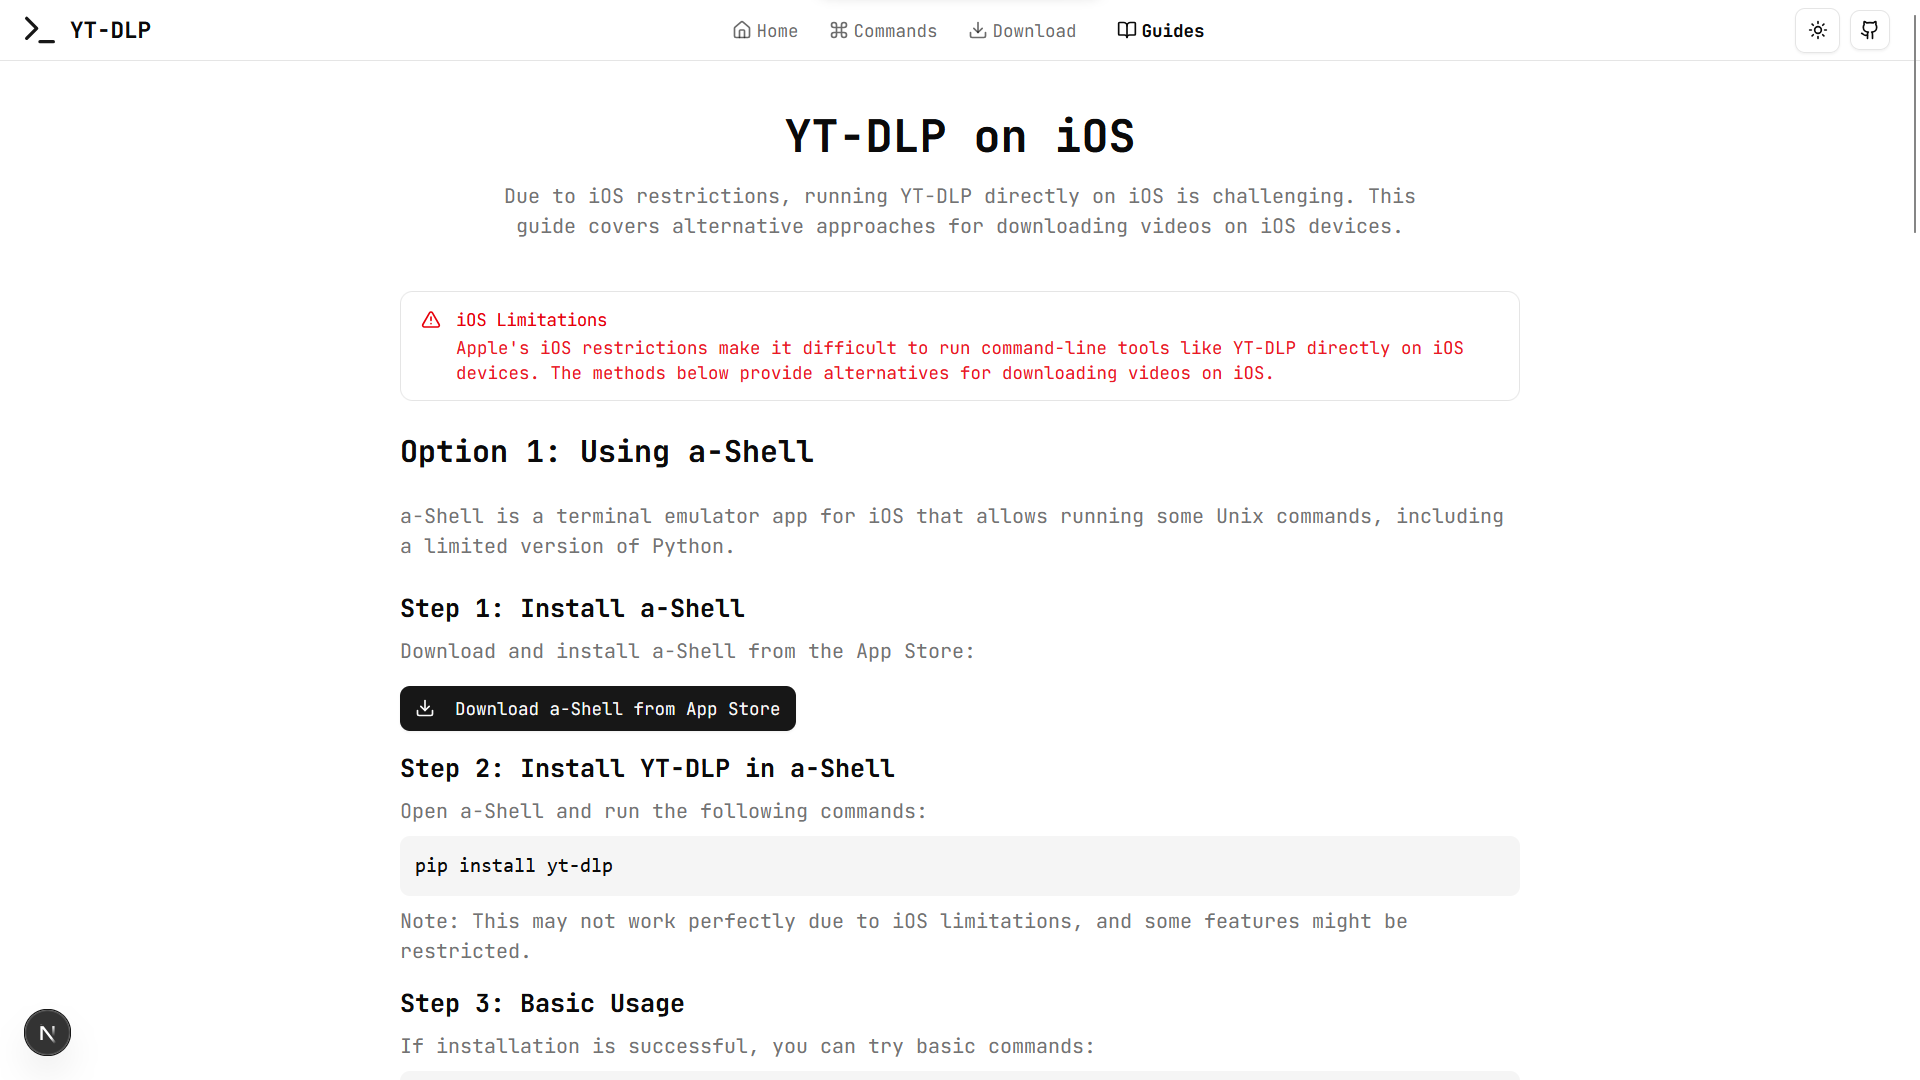 YT-DLP
Home
Commands
Download
Guides
YT-DLP on iOS
Due to iOS restrictions, running YT-DLP directly on iOS is challenging. This
guide covers alternative approaches for downloading videos on iOS devices.
iOS Limitations
Apple's iOS restrictions make it difficult to run command-line tools like YT-DLP directly on iOS
devices. The methods below provide alternatives for downloading videos on iOS.
Option 1: Using a-Shell
a-Shell is a terminal emulator app for iOS that allows running some Unix commands, including
a limited version of Python.
Step 1: Install a-Shell
Download and install a-Shell from the App Store:
Download a-Shell from App Store
Step 2: Install YT-DLP in a-Shell
Open a-Shell and run the following commands:
pip install yt-dlp
Note: This may not work perfectly due to iOS limitations, and some features might be
restricted.
Step 3: Basic Usage
If installation is successful, you can try basic commands:
N